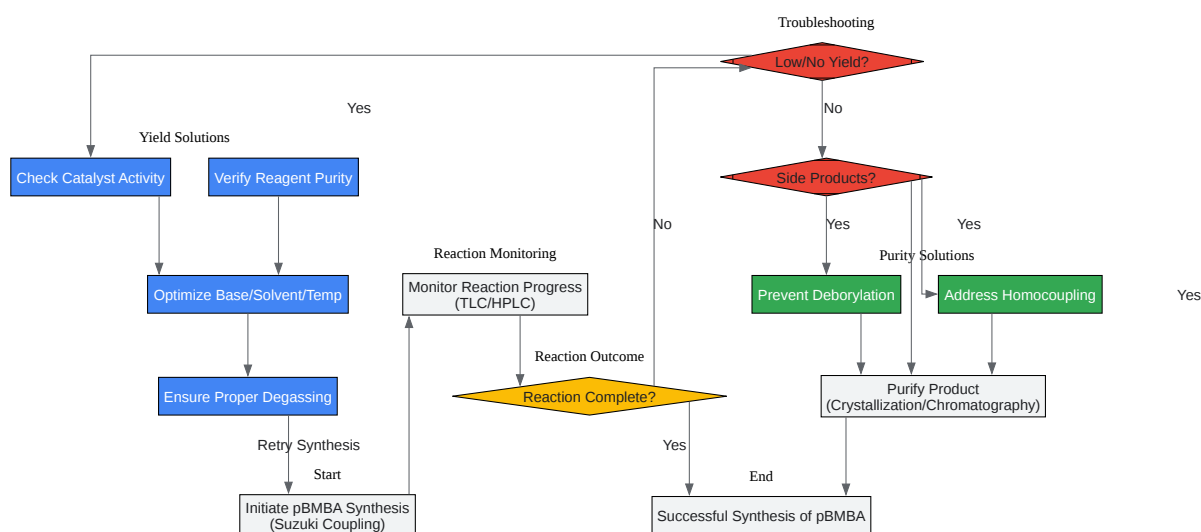 Troubleshooting
Low/No Yield?
Yes
No
Yield Solutions
Check Catalyst Activity
Verify Reagent Purity
Side Products?
No
Yes
Yes
Reaction Monitoring
Purity Solutions
Monitor Reaction Progress
(TLC/HPLC)
Optimize Base/Solvent/Temp
Prevent Deborylation
Address Homocoupling
Yes
Reaction Outcome
Ensure Proper Degassing
Reaction Complete?
Purify Product
(Crystallization/Chromatography)
Retry Synthesis
Yes
Start
End
Initiate pBMBA Synthesis
(Suzuki Coupling)
Successful Synthesis of pBMBA